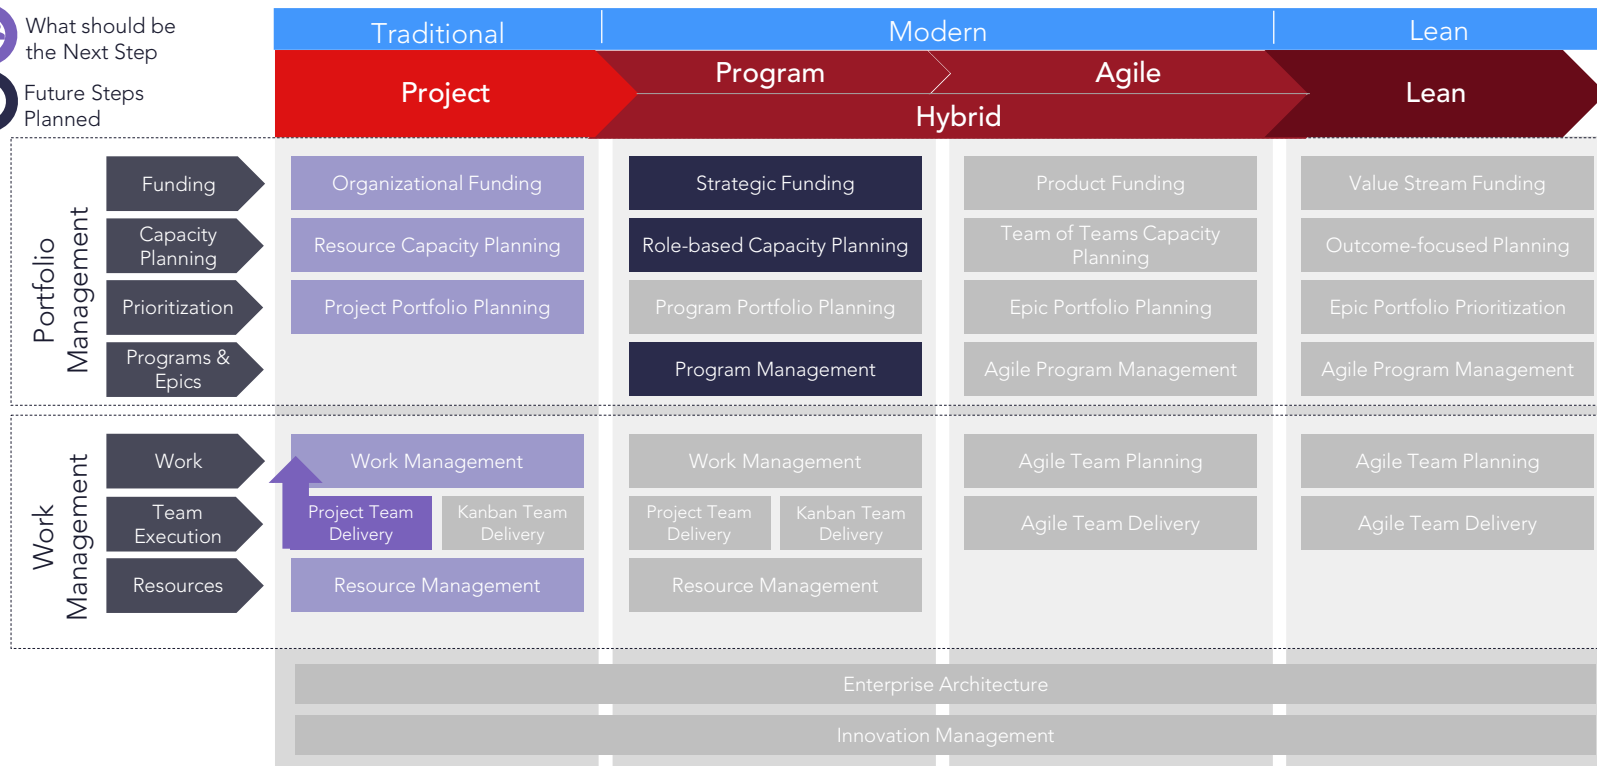 What should be
the Next Step
Future Steps
Planned
Traditional
Modern
Lean
Project
Program
Agile
Hybrid
Lean
Portfolio
Management
Funding
Organizational Funding
Strategic Funding
Product Funding
Value Stream Funding
Capacity
Planning
Resource Capacity Planning
Role-based Capacity Planning
Team of Teams Capacity
Planning
Outcome-focused Planning
Prioritization
Project Portfolio Planning
Program Portfolio Planning
Epic Portfolio Planning
Epic Portfolio Prioritization
Programs &
Epics
Program Management
Agile Program Management
Agile Program Management
Work
Management
Work
Work Management
Work Management
Agile Team Planning
Agile Team Planning
Team
Execution
Project Team
Delivery
Kanban Team
Delivery
Project Team
Delivery
Kanban Team
Delivery
Agile Team Delivery
Agile Team Delivery
Resources
Resource Management
Resource Management
Enterprise Architecture
Innovation Management